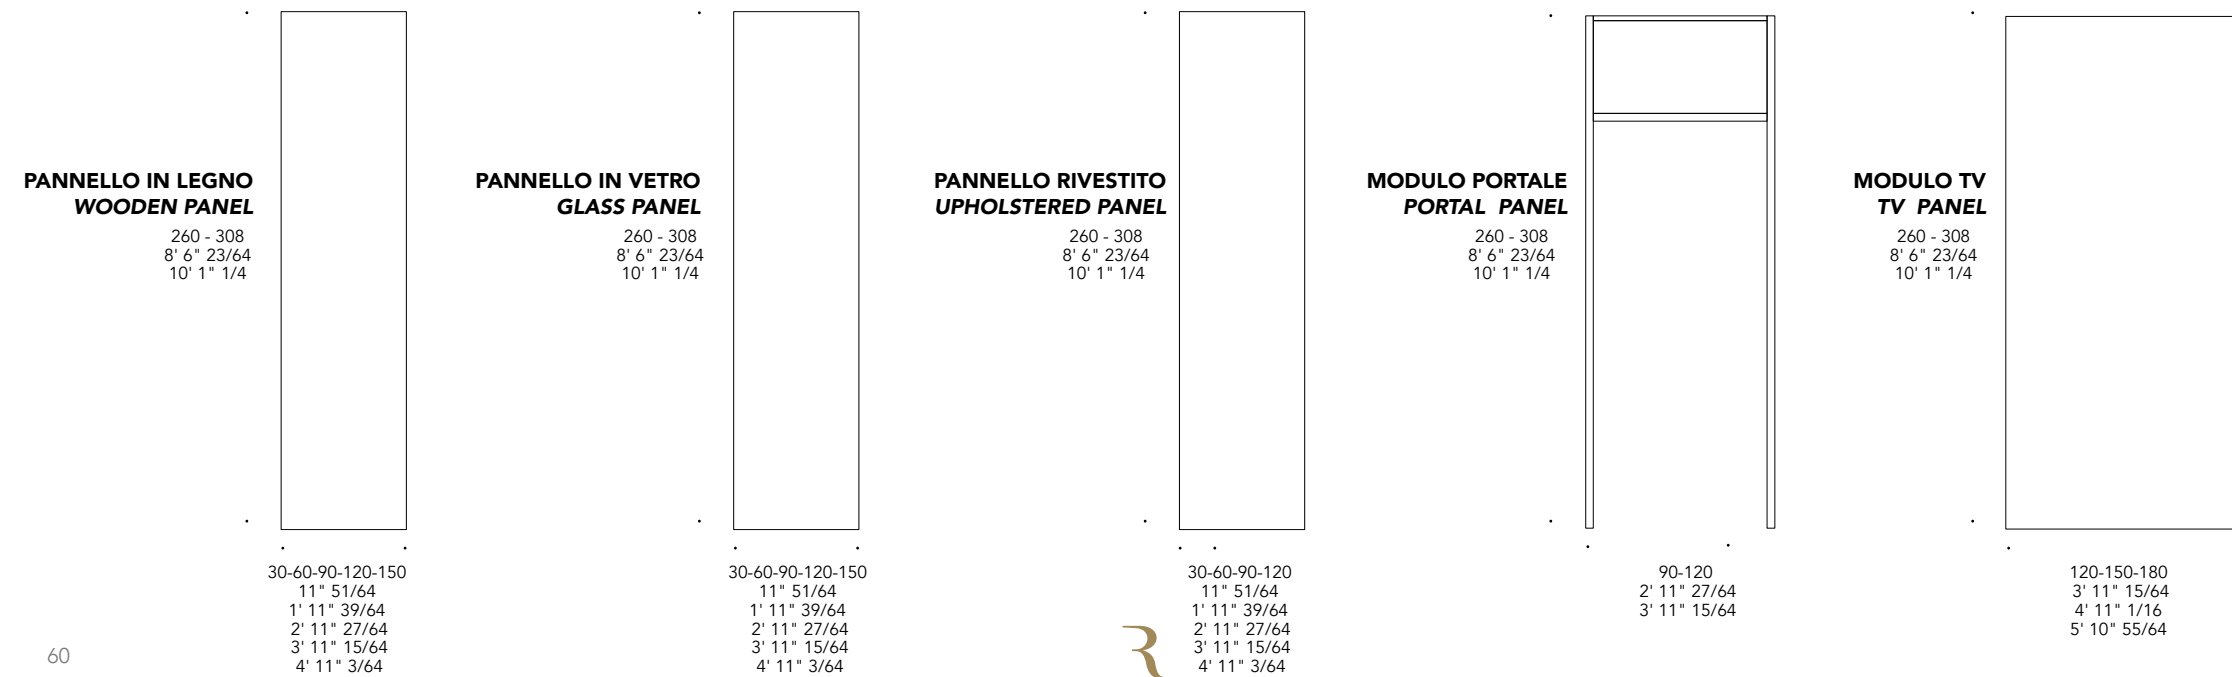 PANNELLO IN LEGNO
WOODEN PANEL
260 - 308
8' 6" 23/64
10' 1" 1/4
30-60-90-120-150
11" 51/64
1' 11" 39/64
2' 11" 27/64
3' 11" 15/64
4' 11" 3/64
PANNELLO IN VETRO
GLASS PANEL
260 - 308
8' 6" 23/64
10' 1" 1/4
30-60-90-120-150
11" 51/64
1' 11" 39/64
2' 11" 27/64
3' 11" 15/64
4' 11" 3/64
PANNELLO RIVESTITO
UPHOLSTERED PANEL
260 - 308
8' 6" 23/64
10' 1" 1/4
30-60-90-120
11" 51/64
1' 11" 39/64
2' 11" 27/64
3' 11" 15/64
4' 11" 3/64
MODULO PORTALE
PORTAL PANEL
260 - 308
8' 6" 23/64
10' 1" 1/4
90-120
2' 11" 27/64
3' 11" 15/64
MODULO TV
TV PANEL
260 - 308
8' 6" 23/64
10' 1" 1/4
120-150-180
3' 11" 15/64
4' 11" 1/16
5' 10" 55/64
60